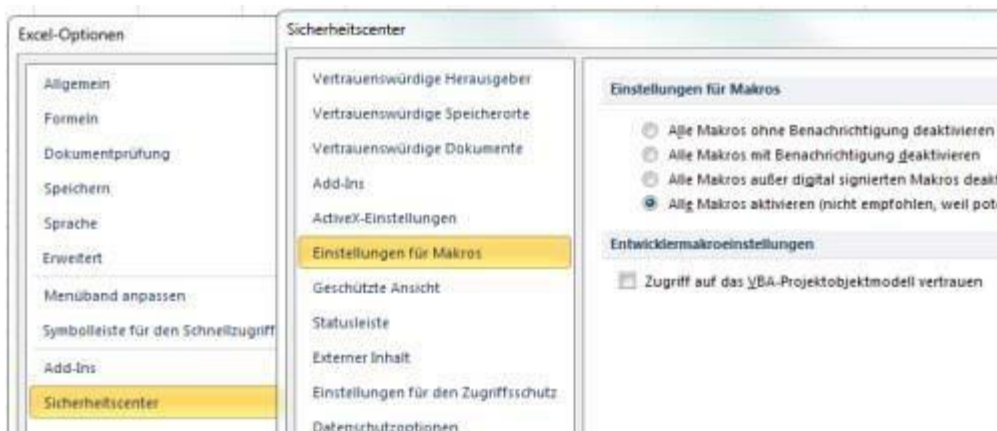 Excel-Optionen
Allgemein
Formeln
Dokumentprüfung
Speichern
Sprache
Erweitert
Menüband anpassen
Symbolleiste für den Schnellzugriff
Add-Ins
Sicherheitscenter
Sicherheitscenter
Vertrauenswürdige Herausgeber
Vertrauenswürdige Speicherorte
Vertrauenswürdige Dokumente
Add-Ins
ActiveX-Einstellungen
Einstellungen für Makros
Geschützte Ansicht
Statusleiste
Externer Inhalt
Einstellungen für den Zugriffsschutz
Datenschutzoptionen
Einstellungen für Makros
Alle Makros ohne Benachrichtigung deaktivieren
Alle Makros mit Benachrichtigung deaktivieren
Alle Makros außer digital signierten Makros deakt
Alle Makros aktivieren (nicht empfohlen, weil pot
Entwicklermakroeinstellungen
Zugriff auf das VBA-Projektobjektmodell vertrauen